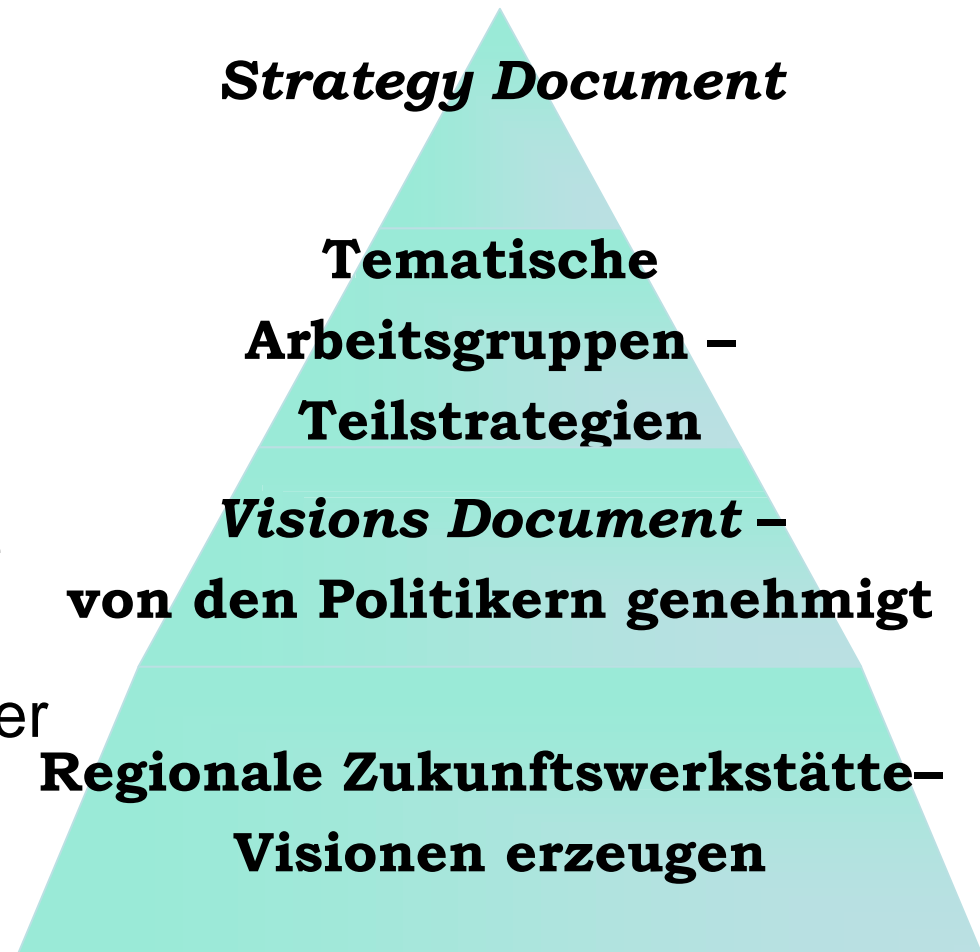 Strategy Document
Tematische
Arbeitsgruppen –
Teilstrategien
Visions Document –
von den Politikern genehmigt
er
Regionale Zukunftswerkstätte–
Visionen erzeugen